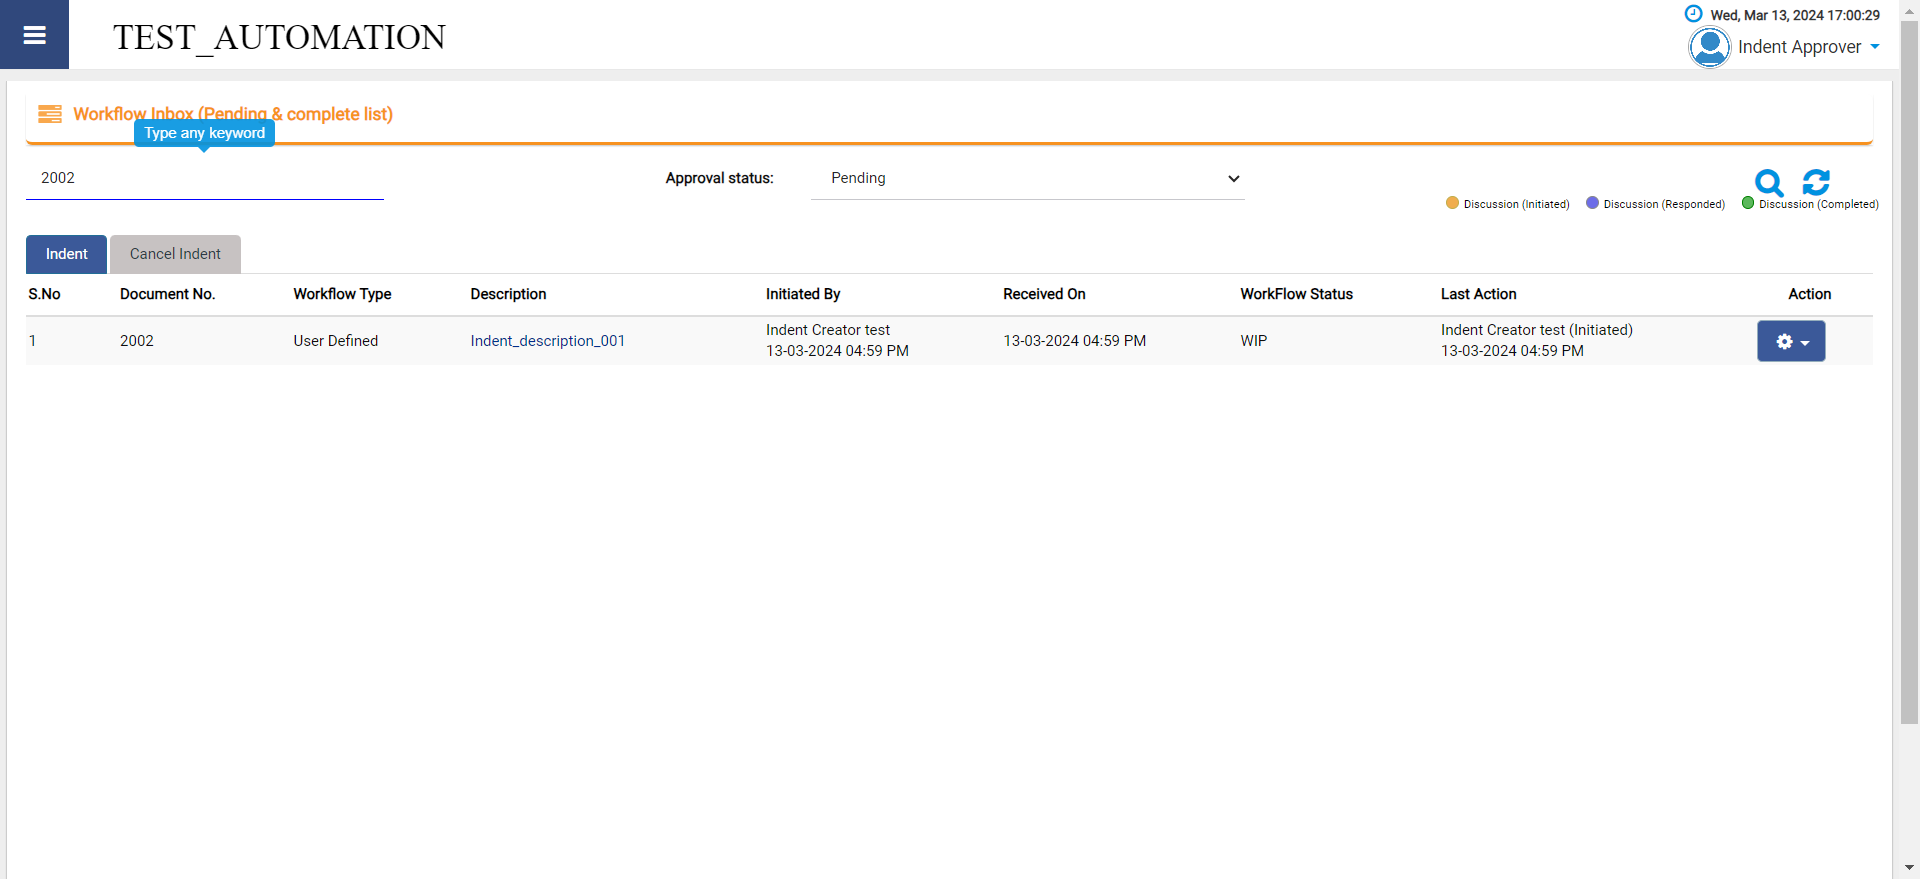 TEST_AUTOMATION
Wed, Mar 13, 2024 17:00:29
Indent Approver
Workflow Inbox (Pending & complete list)
Type any keyword
2002
Approval status:
Pending
Discussion (Initiated)
Discussion (Responded)
Discussion (Completed)
Indent
Cancel Indent
S.No Document No. Workflow Type Description Initiated By Received On WorkFlow Status Last Action Action
1 2002 User Defined Indent_description_001 Indent Creator test 13-03-2024 04:59 PM WIP Indent Creator test (Initiated)
13-03-2024 04:59 PM 13-03-2024 04:59 PM